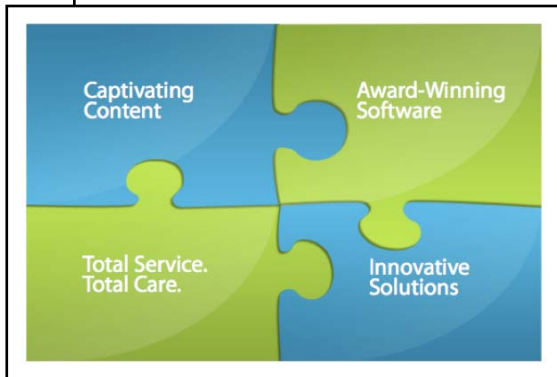 Captivating
Content
Award-Winning
Software
Total Service.
Total Care.
Innovative
Solutions